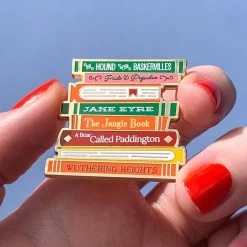 THE HOUND OF THE BASKERVILLES
Pride & Prejudice
JANE EYRE
The Jungle Book
A Bear Called Paddington
WUTHERING HEIGHTS